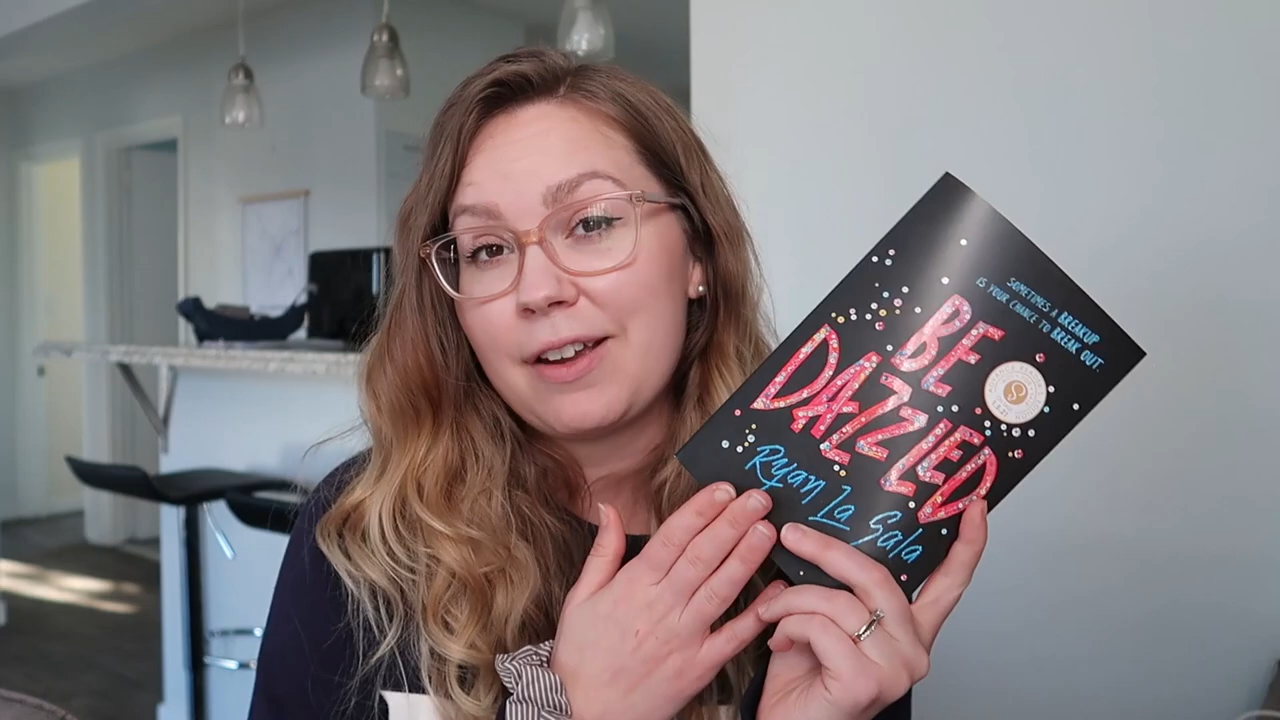 SOMETIMES A BREAKUP
IS YOUR CHANCE TO BREAK OUT.
BE
DAZZLED
Ryan La Sala